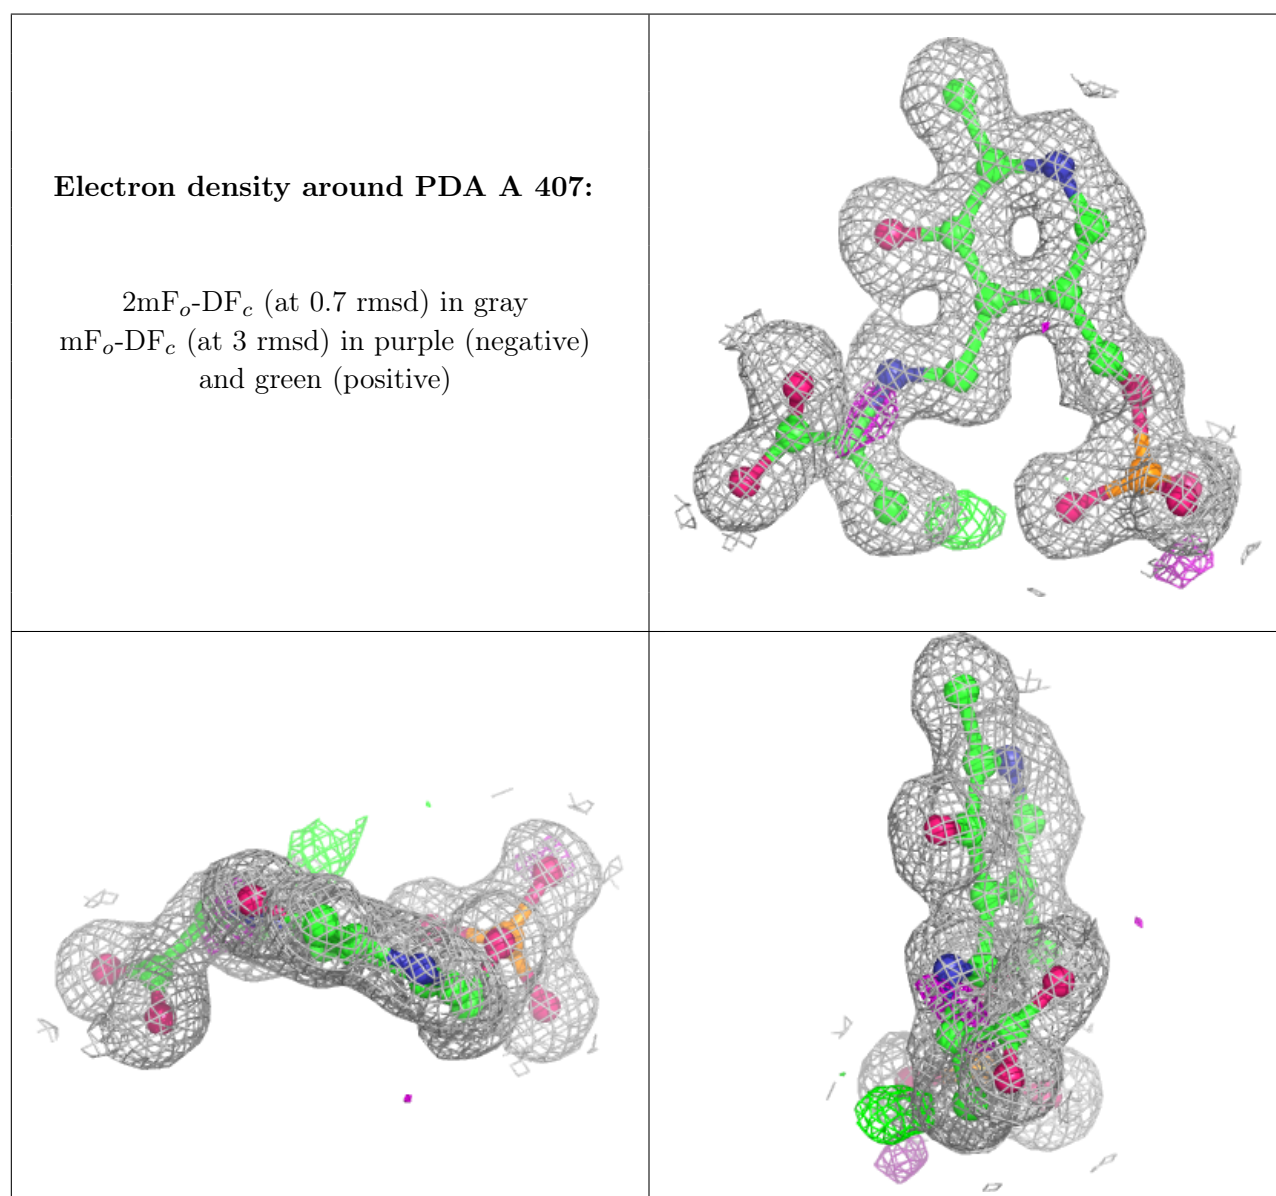 Electron density around PDA A 407:
2mFo-DFc (at 0.7 rmsd) in gray
mFo-DFc (at 3 rmsd) in purple (negative)
and green (positive)